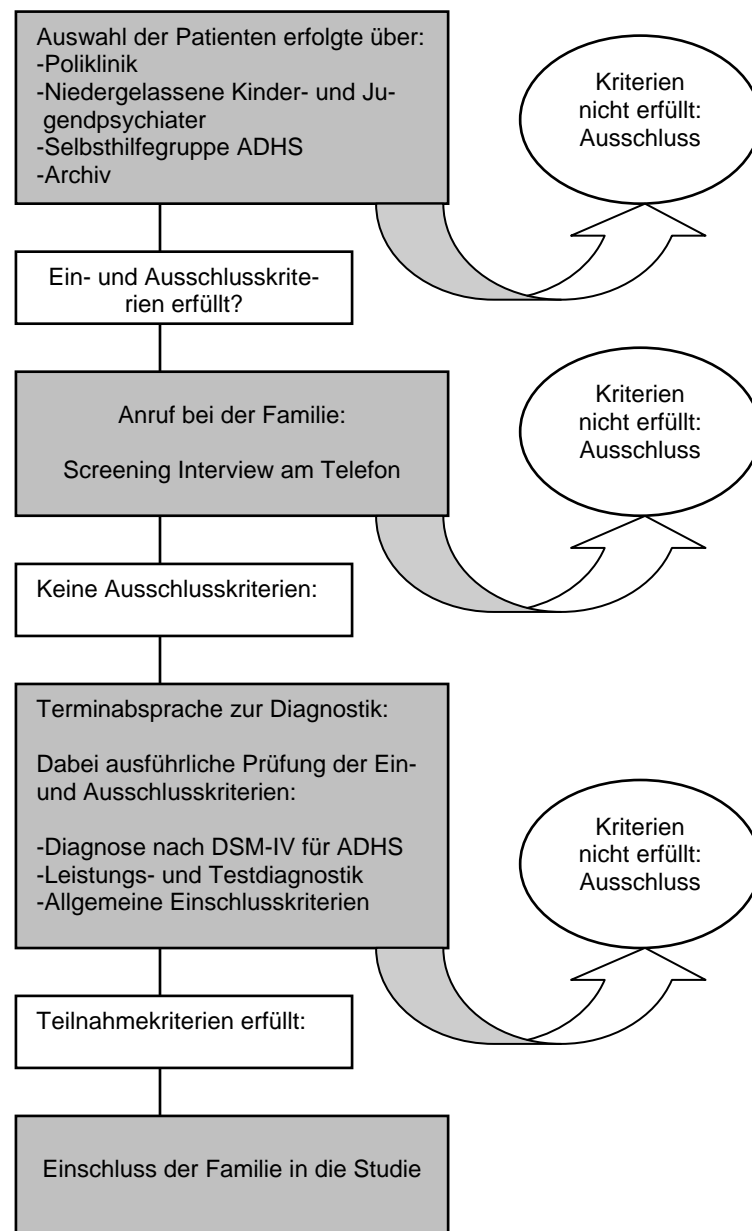 Auswahl der Patienten erfolgte über:
-Poliklinik
-Niedergelassene Kinder- und Ju-
gendpsychiater
-Selbsthilfegruppe ADHS
-Archiv
Kriterien
nicht erfüllt:
Ausschluss
Ein- und Ausschlusskrite-
rien erfüllt?
Anruf bei der Familie:
Screening Interview am Telefon
Kriterien
nicht erfüllt:
Ausschluss
Keine Ausschlusskriterien:
Terminabsprache zur Diagnostik:
Dabei ausführliche Prüfung der Ein-
und Ausschlusskriterien:
-Diagnose nach DSM-IV für ADHS
-Leistungs- und Testdiagnostik
-Allgemeine Einschlusskriterien
Kriterien
nicht erfüllt:
Ausschluss
Teilnahmekriterien erfüllt:
Einschluss der Familie in die Studie